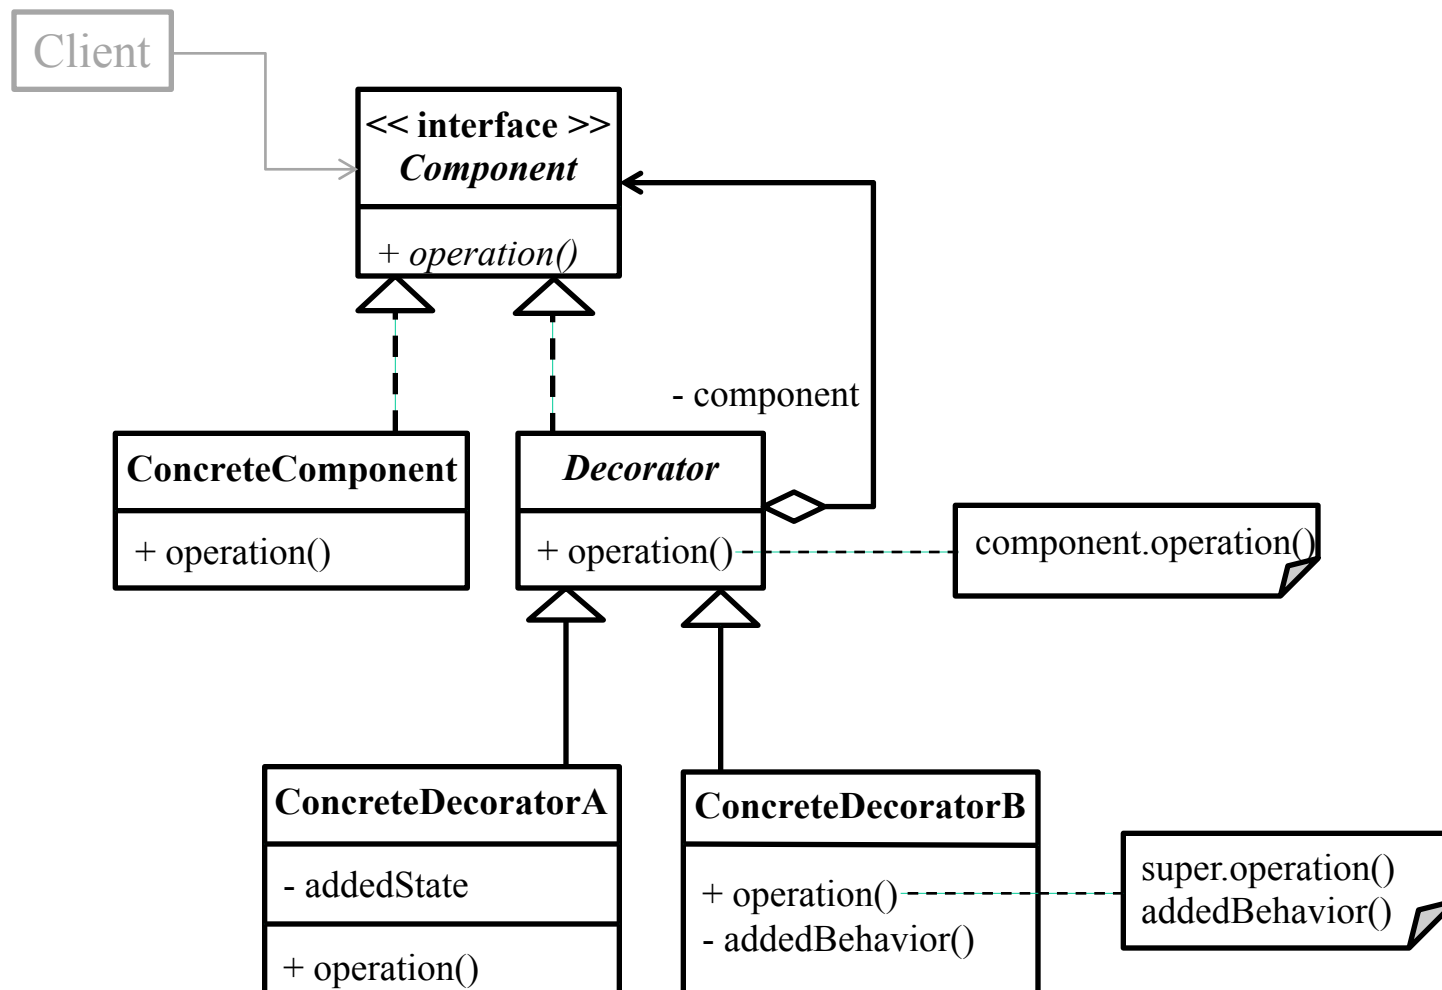 Client
<< interface >>
Component
+ operation()
- component
ConcreteComponent
+ operation()
Decorator
+ operation()
component.operation()
ConcreteDecoratorA
- addedState
+ operation()
ConcreteDecoratorB
+ operation()
- addedBehavior()
super.operation()
addedBehavior()